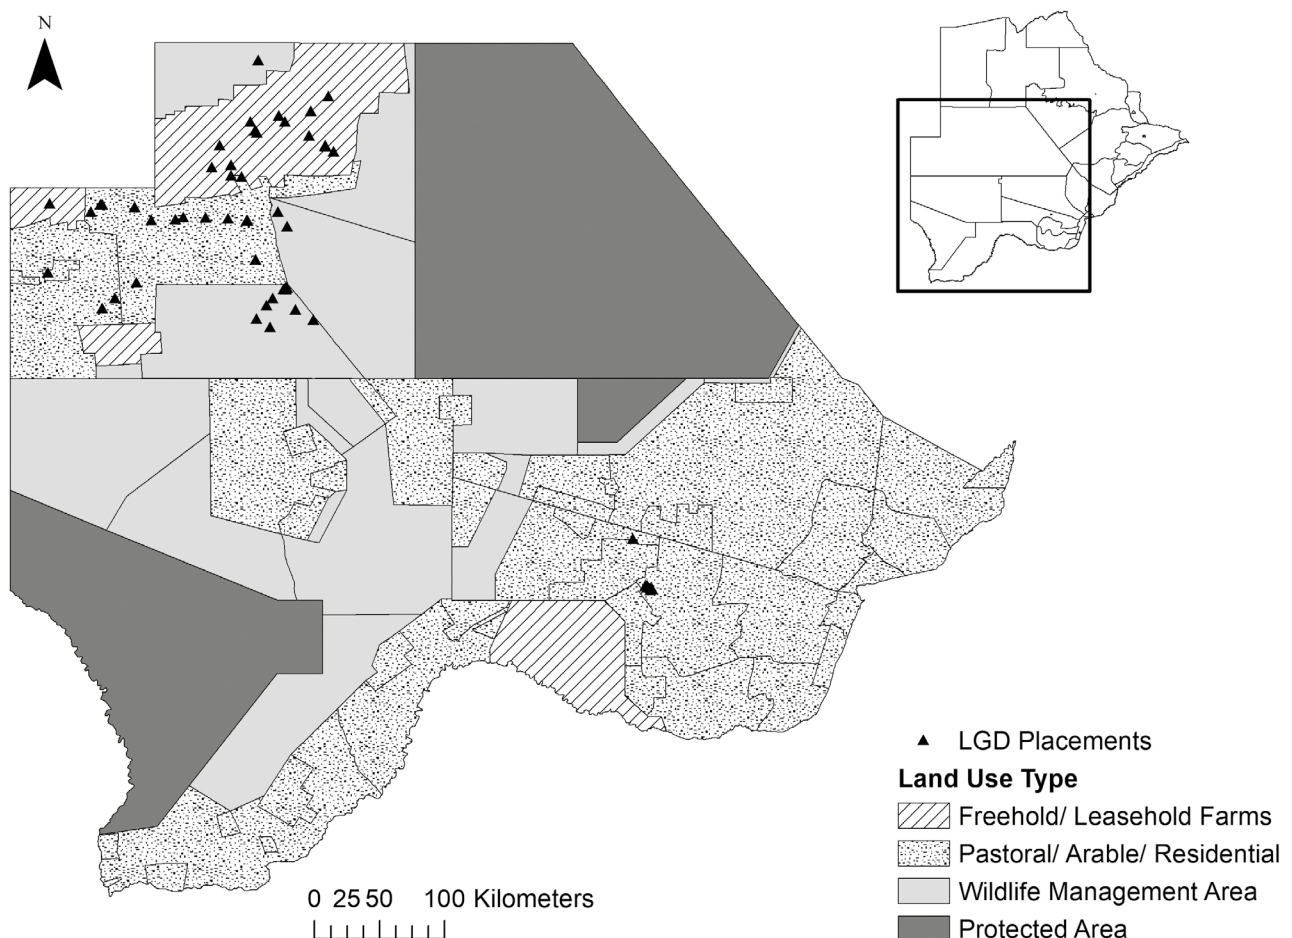 N
LGD Placements
Land Use Type
Freehold/ Leasehold Farms
Pastoral/ Arable/ Residential
Wildlife Management Area
Protected Area
0 25 50 100 Kilometers